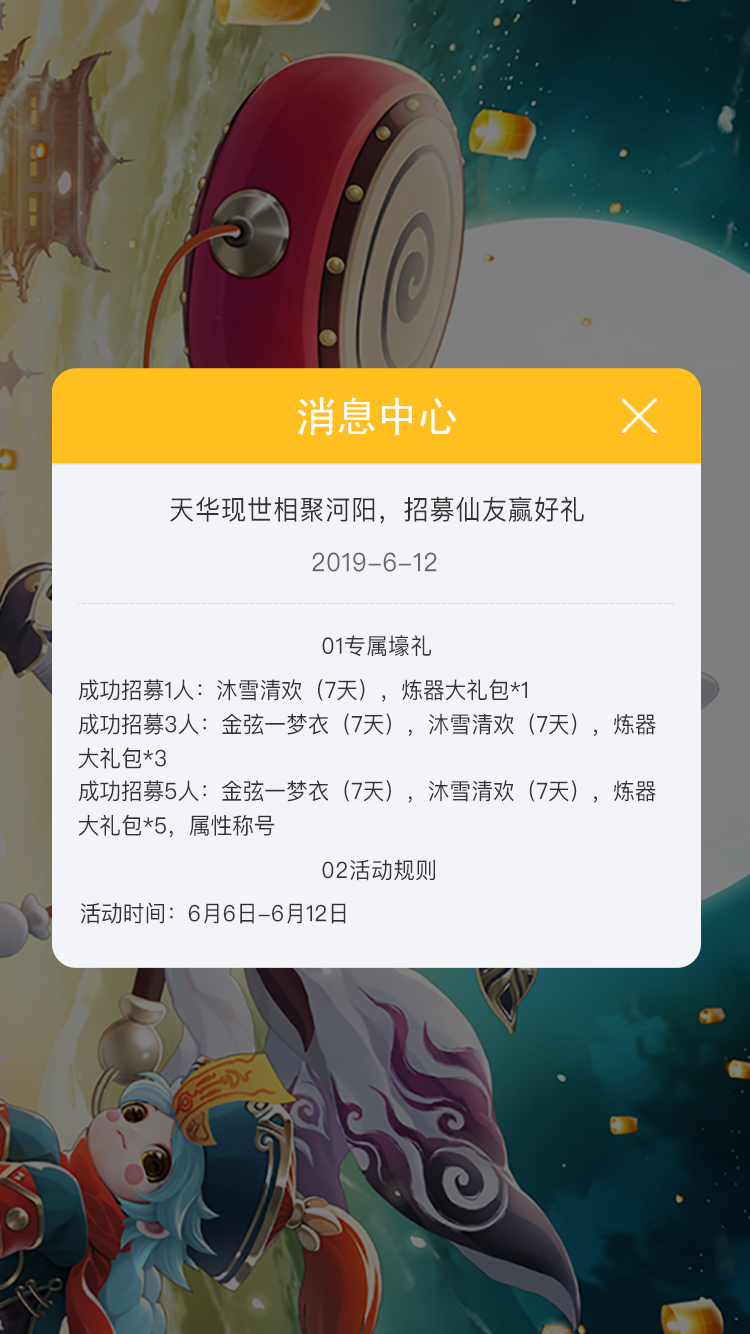 消息中心
天华现世相聚河阳，招募仙友赢好礼
2019-6-12
01专属壕礼
成功招募1人：沐雪清欢（7天），炼器大礼包*1
成功招募3人：金弦一梦衣（7天），沐雪清欢（7天），炼器
大礼包*3
成功招募5人：金弦一梦衣（7天），沐雪清欢（7天），炼器
大礼包*5，属性称号
02活动规则
活动时间：6月6日-6月12日